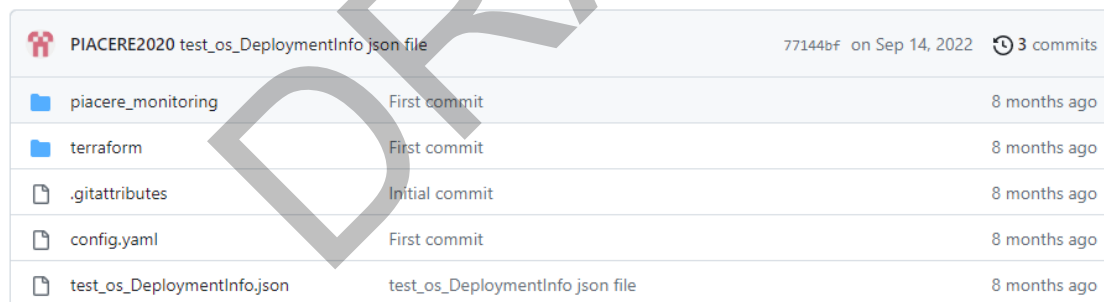 PIACERE2020 test_os_DeploymentInfo json file 77144bf on Sep 14, 2022 3 commits
piacere_monitoring First commit 8 months ago
terraform First commit 8 months ago
.gitattributes Initial commit 8 months ago
config.yaml First commit 8 months ago
test_os_DeploymentInfo.json test_os_DeploymentInfo json file 8 months ago